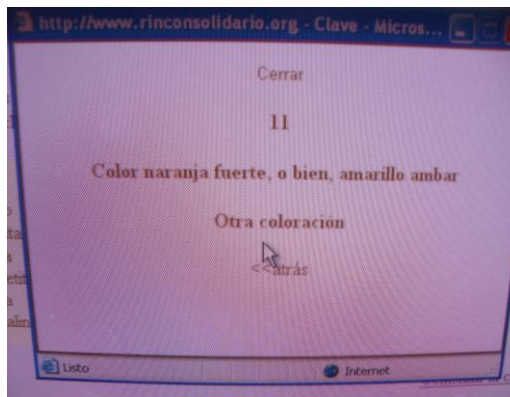 http://www.rinconsolidario.org - Clave - Micros...
Cerrar
11
Color naranja fuerte, o bien, amarillo ambar
Otra coloración
<<atrás
Listo
Internet